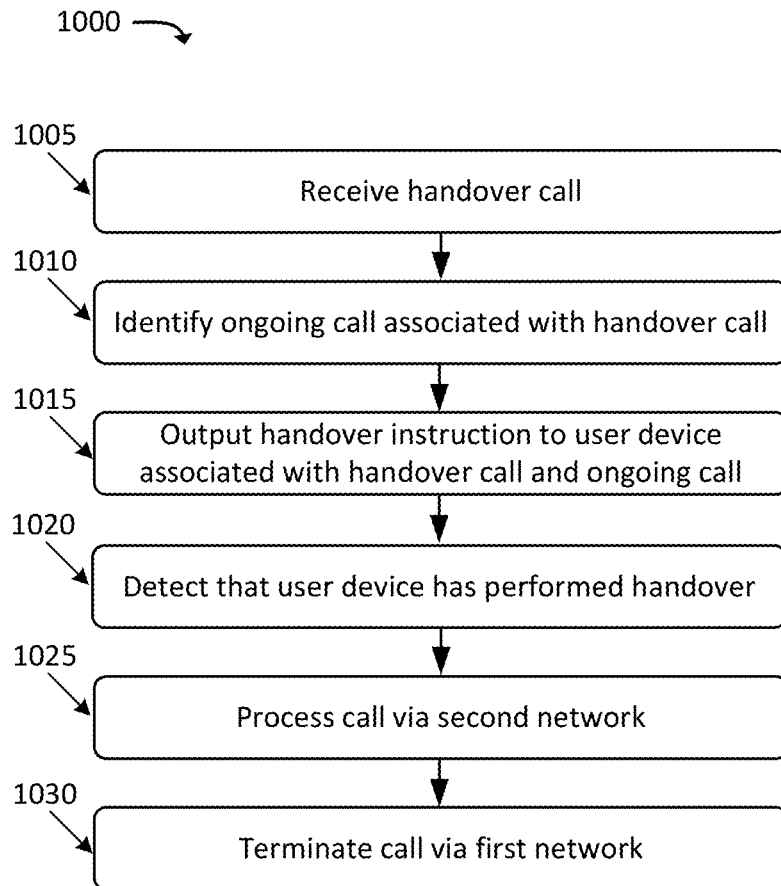 1000
1005
Receive handover call
1010
Identify ongoing call associated with handover call
1015
Output handover instruction to user device
associated with handover call and ongoing call
1020
Detect that user device has performed handover
1025
Process call via second network
1030
Terminate call via first network